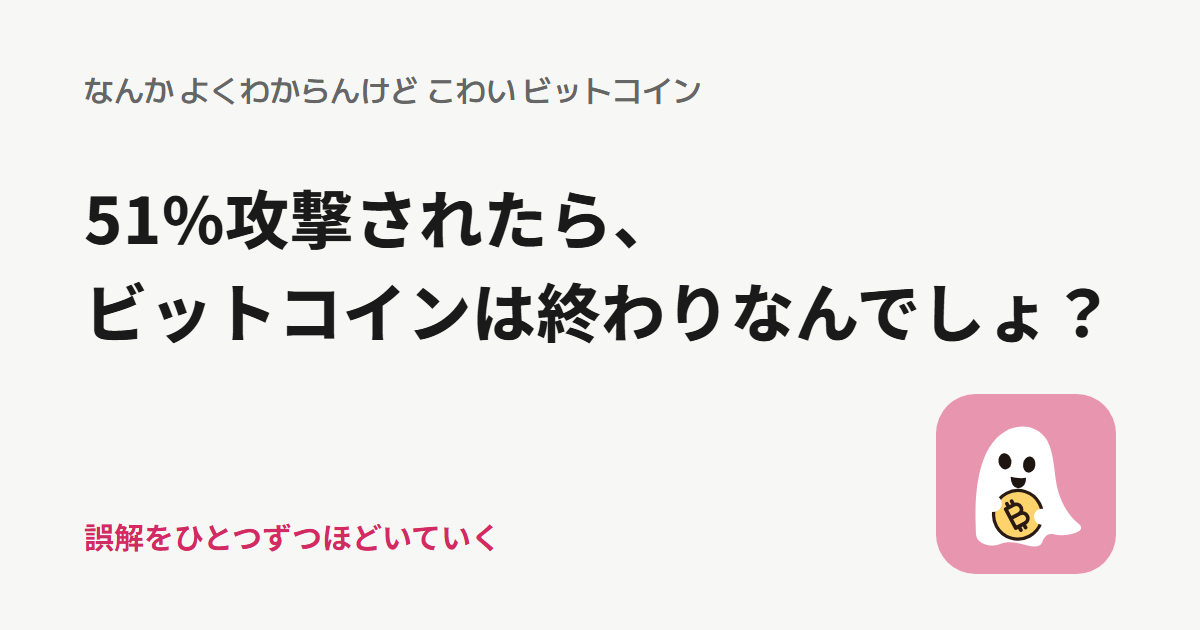 なんか よくわからんけど こわい ビットコイン
51%攻撃されたら、
ビットコインは終わりなんでしょ？
誤解をひとつずつほどいていく